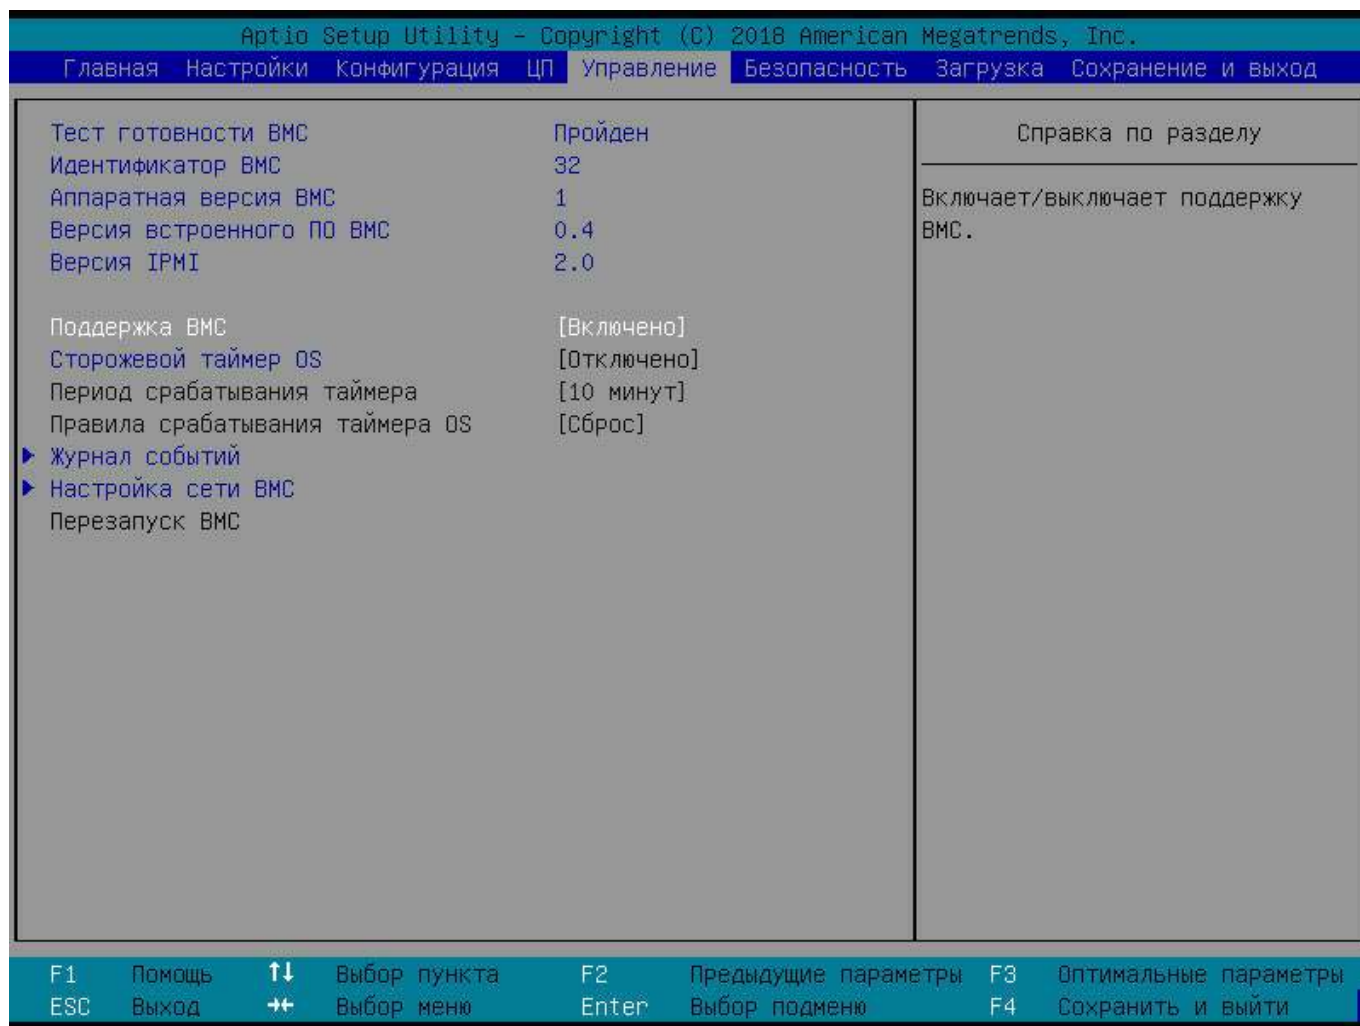 Aptio Setup Utility – Copyright (C) 2018 American Megatrends, Inc.
Главная Настройки Конфигурация ЦП Управление Безопасность Загрузка Сохранение и выход
Тест готовности BMC Пройден
Идентификатор BMC 32
Аппаратная версия BMC 1
Версия встроенного ПО BMC 0.4
Версия IPMI 2.0
Поддержка BMC [Включено]
Сторожевой таймер OS [Отключено]
Период срабатывания таймера [10 минут]
Правила срабатывания таймера OS [Сброс]
Журнал событий
Настройка сети BMC
Перезапуск BMC
Справка по разделу
Включает/выключает поддержку
BMC.
F1 Помощь ↑↓ Выбор пункта F2 Предыдущие параметры F3 Оптимальные параметры
ESC Выход →← Выбор меню Enter Выбор подменю F4 Сохранить и выйти